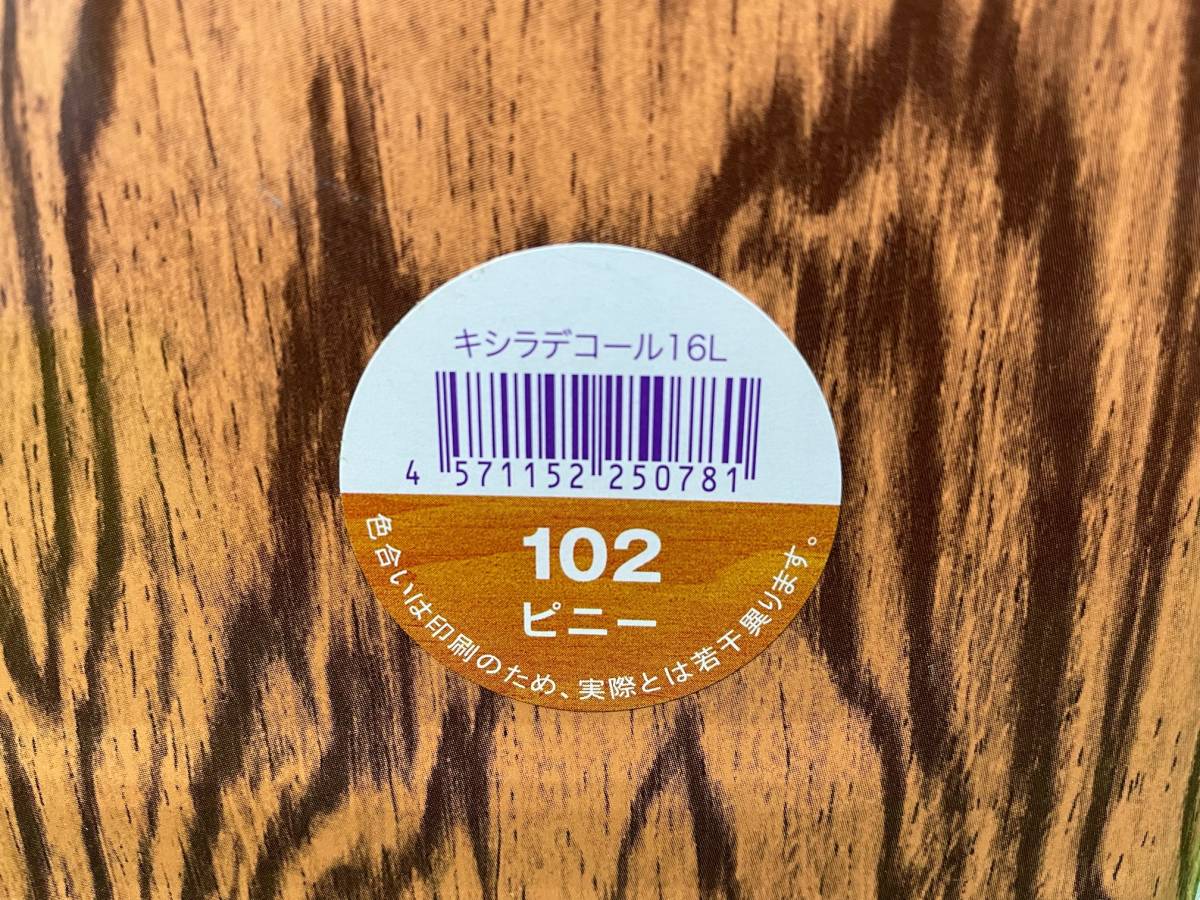 キシラデコール16L
4 571152 250781
102
ピニー
色合いは印刷のため、実際とは若干異ります。